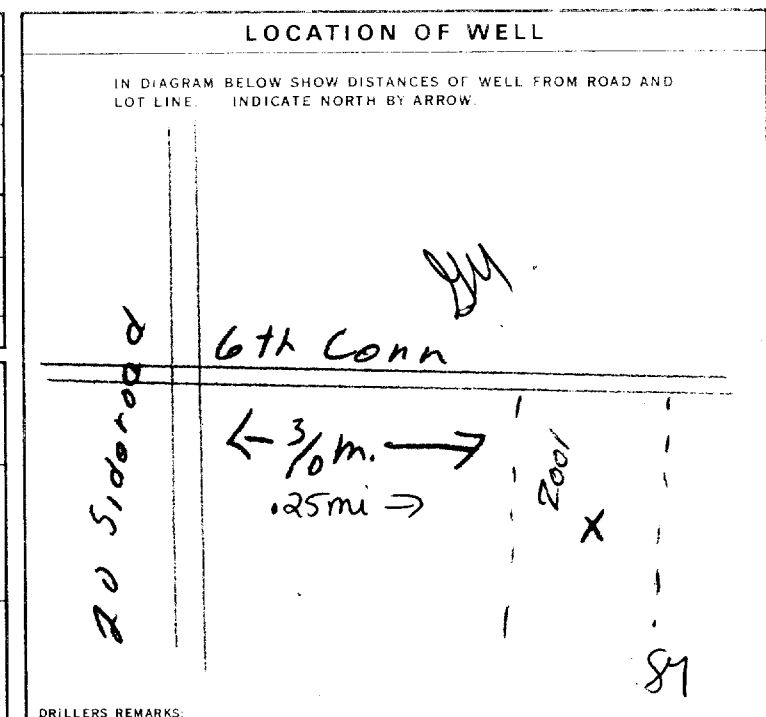 LOCATION OF WELL
IN DIAGRAM BELOW SHOW DISTANCES OF WELL FROM ROAD AND
LOT LINE. INDICATE NORTH BY ARROW.
6th Conn
20 Sideroad
← 3/0 m. →
.25mi →
200'
X
DRILLERS REMARKS: